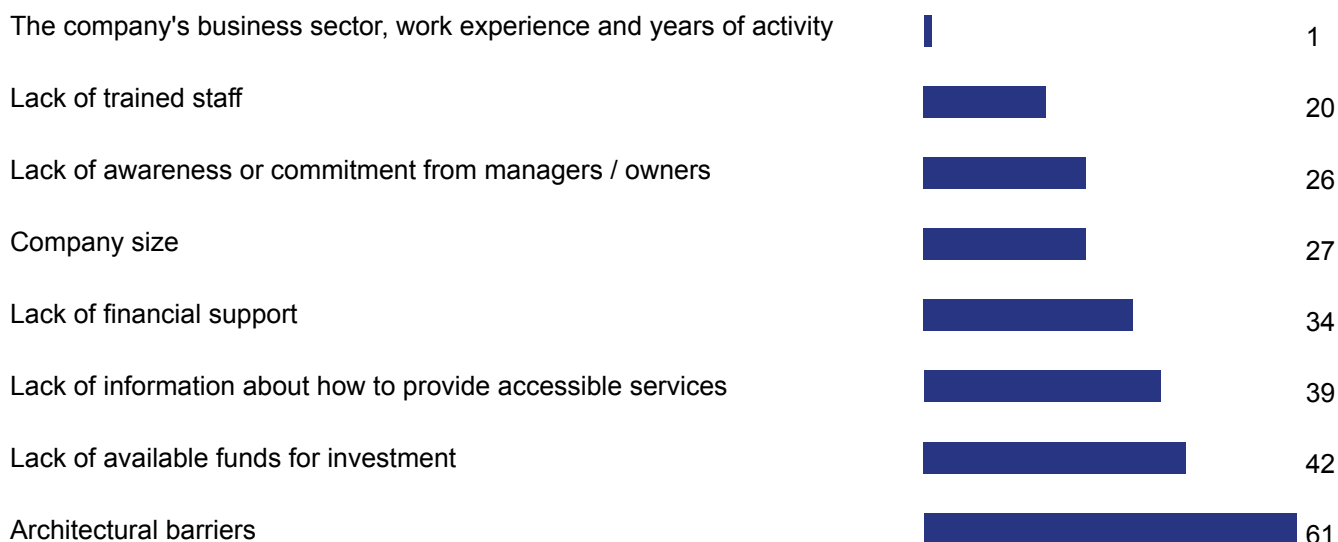 The company's business sector, work experience and years of activity 1
Lack of trained staff 20
Lack of awareness or commitment from managers / owners 26
Company size 27
Lack of financial support 34
Lack of information about how to provide accessible services 39
Lack of available funds for investment 42
Architectural barriers 61